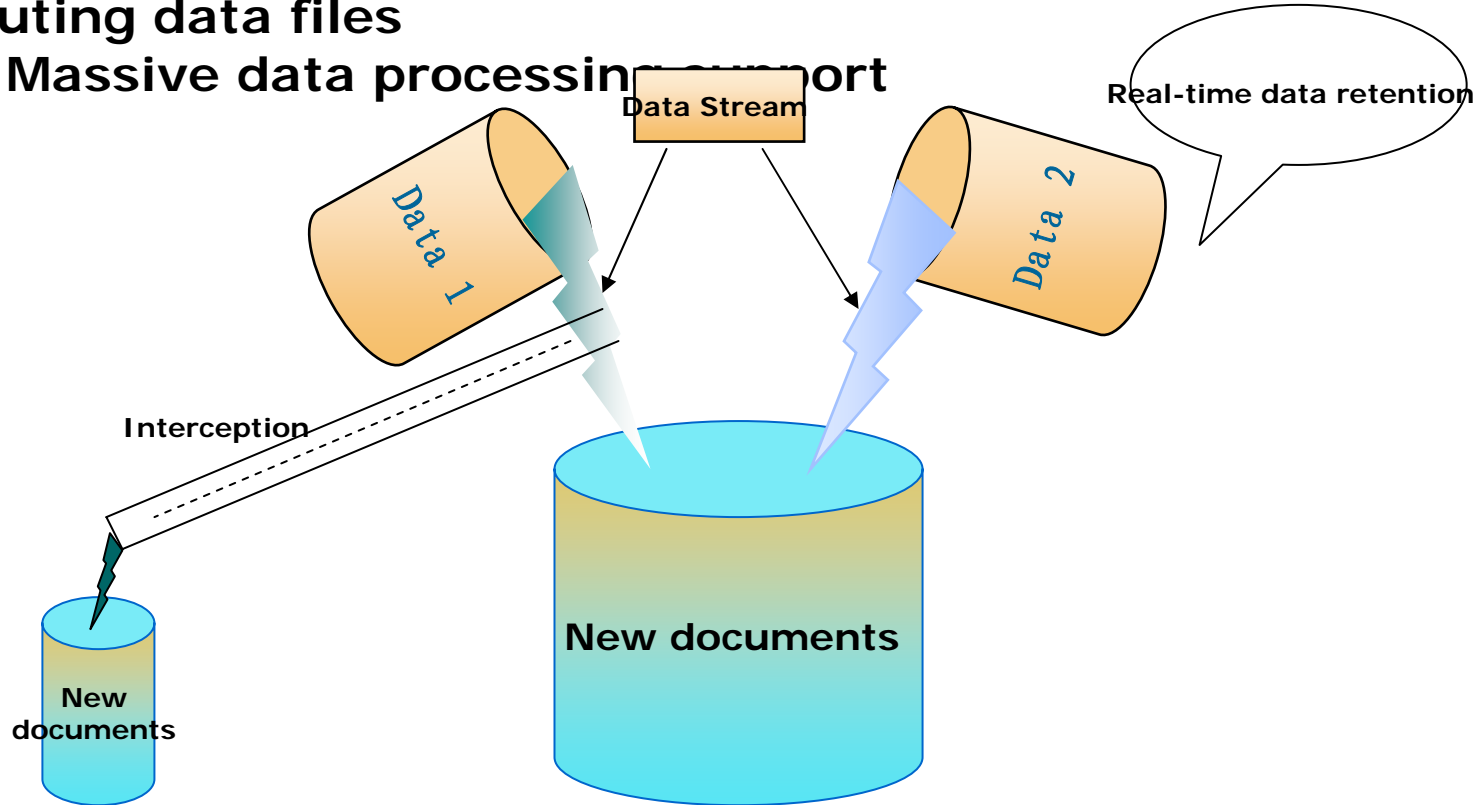 uting data files
Massive data processing support
Data Stream
Real-time data retention
Data 1
Data 2
Interception
New documents
New
documents